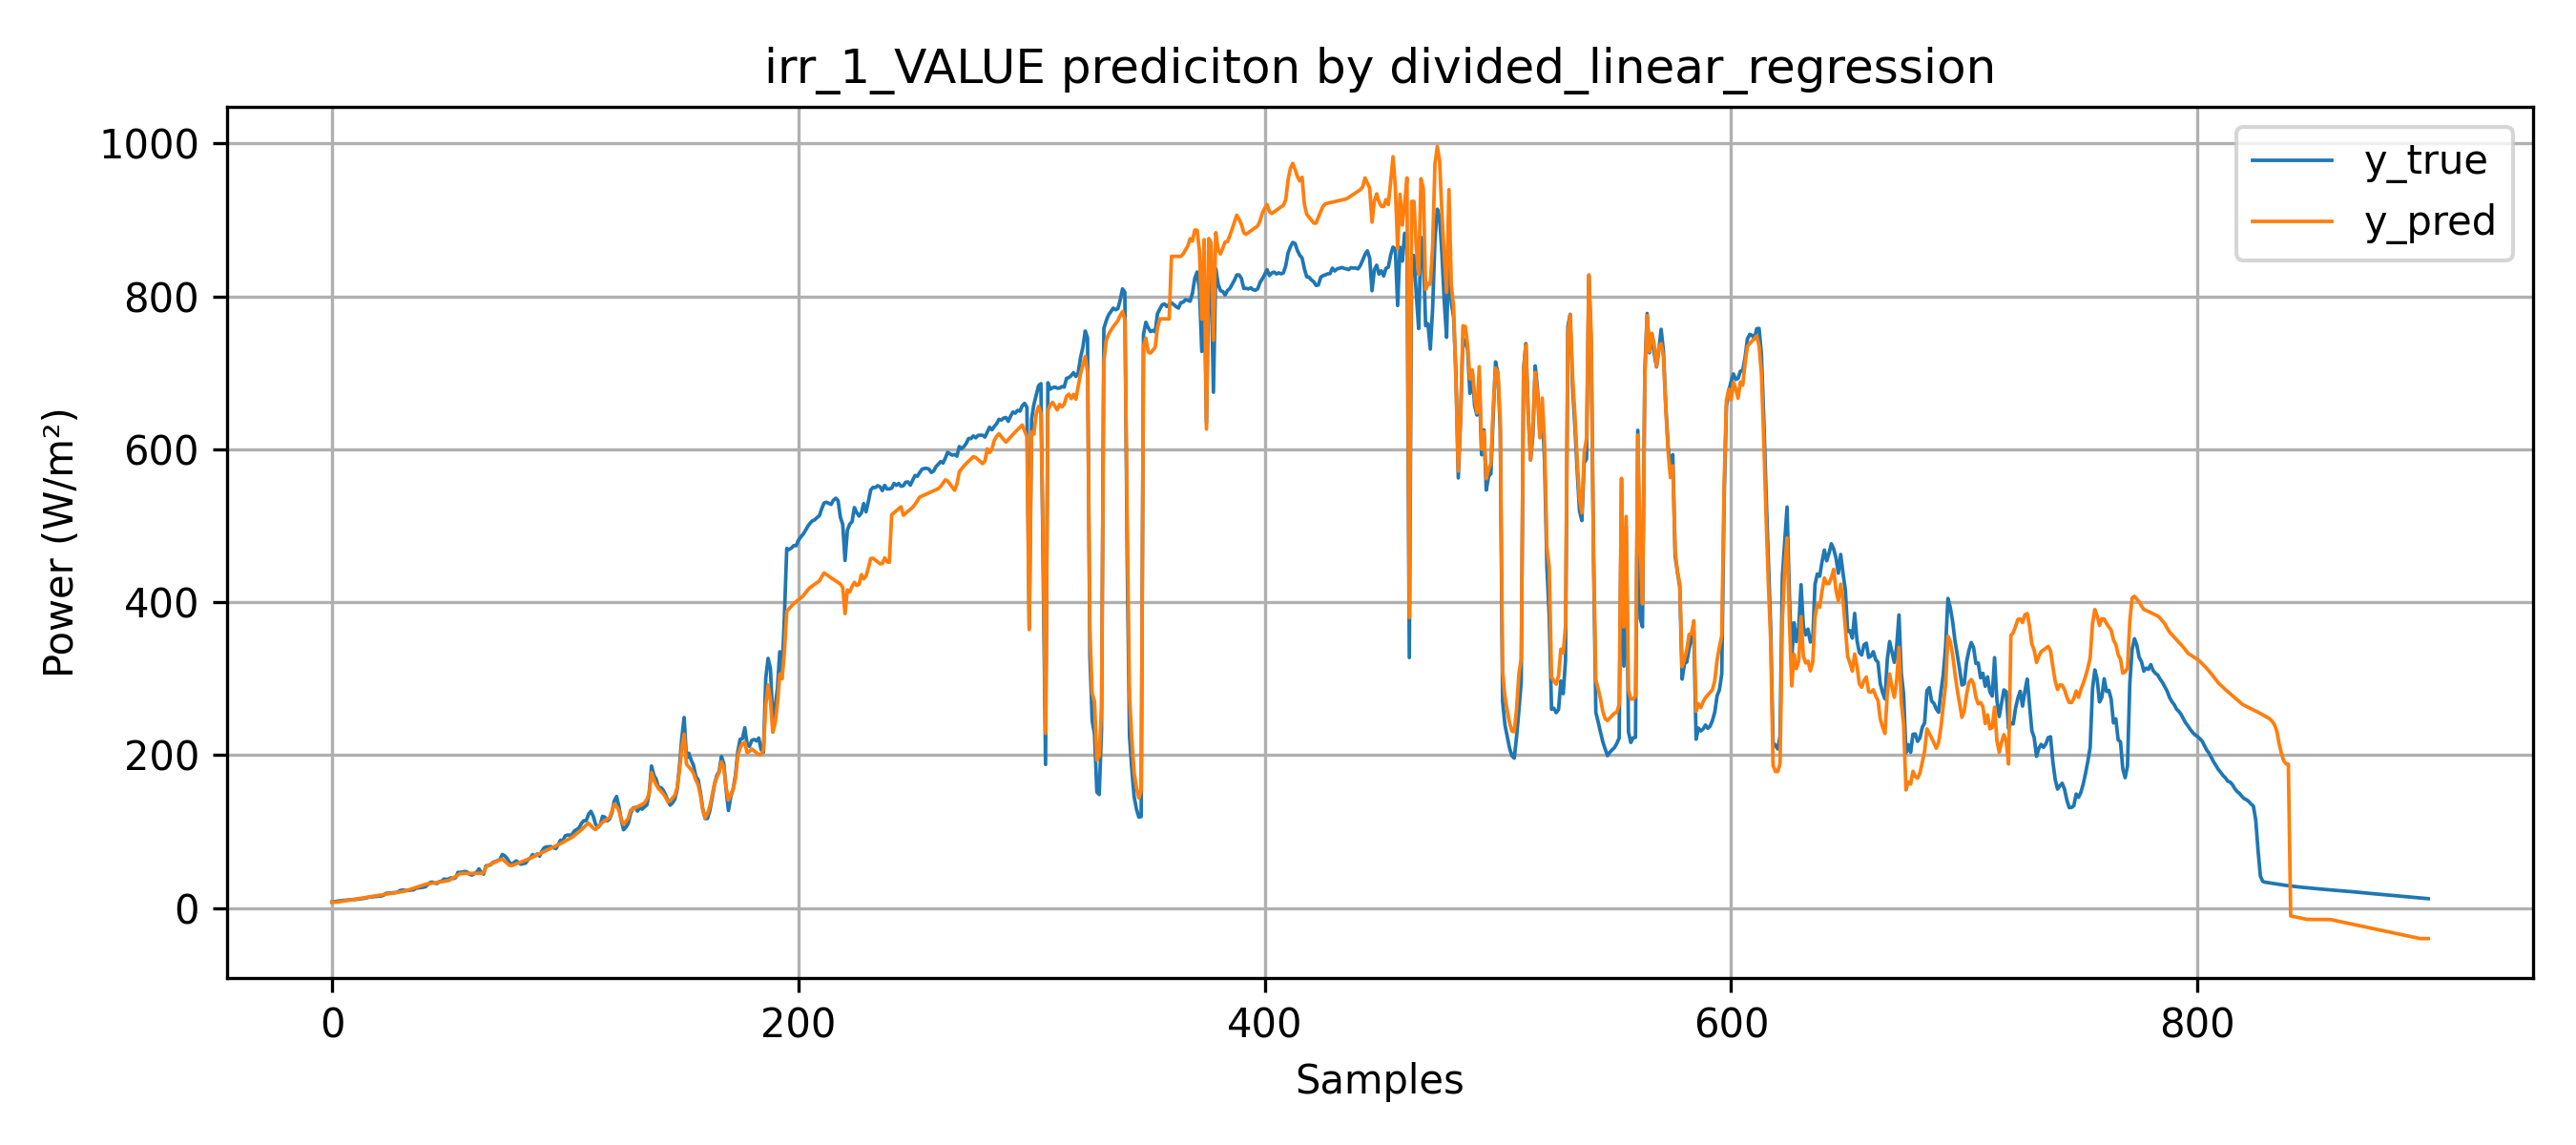 irr_1_VALUE prediciton by divided_linear_regression
y_true
y_pred
Power (W/m²)
1000
800
600
400
200
0
0 200 400 600 800
Samples